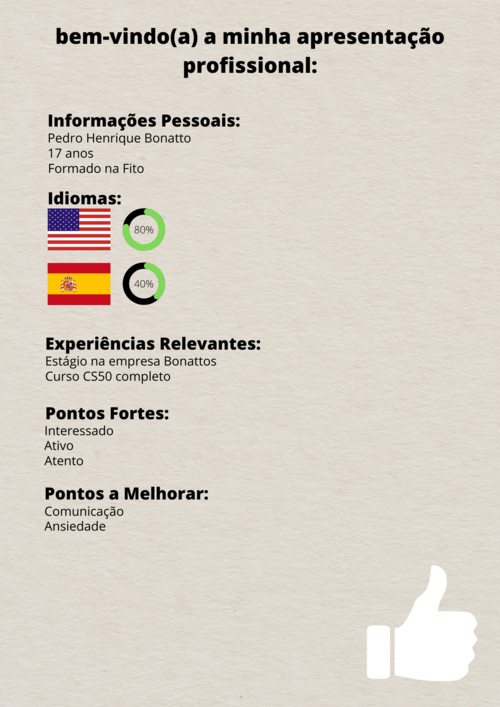 bem-vindo(a) a minha apresentação
profissional:
Informações Pessoais:
Pedro Henrique Bonatto
17 anos
Formado na Fito
Idiomas:
80%
40%
Experiências Relevantes:
Estágio na empresa Bonattos
Curso CS50 completo
Pontos Fortes:
Interessado
Ativo
Atento
Pontos a Melhorar:
Comunicação
Ansiedade